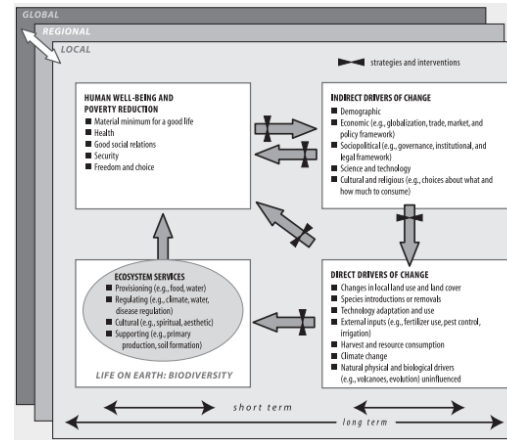 GLOBAL
REGIONAL
LOCAL
strategies and interventions
HUMAN WELL-BEING AND
POVERTY REDUCTION
■ Material minimum for a good life
■ Health
■ Good social relations
■ Security
■ Freedom and choice
INDIRECT DRIVERS OF CHANGE
■ Demographic
■ Economic (e.g., globalization, trade, market, and
policy framework)
■ Sociopolitical (e.g., governance, institutional, and
legal framework)
■ Science and technology
■ Cultural and religious (e.g., choices about what and
how much to consume)
ECOSYSTEM SERVICES
■ Provisioning (e.g., food, water)
■ Regulating (e.g., climate, water,
disease regulation)
■ Cultural (e.g., spiritual, aesthetic)
■ Supporting (e.g., primary
production, soil formation)
LIFE ON EARTH: BIODIVERSITY
DIRECT DRIVERS OF CHANGE
■ Changes in local land use and land cover
■ Species introductions or removals
■ Technology adaptation and use
■ External inputs (e.g., fertilizer use, pest control,
irrigation)
■ Harvest and resource consumption
■ Climate change
■ Natural physical and biological drivers
(e.g., volcanoes, evolution) uninfluenced
short term
long term